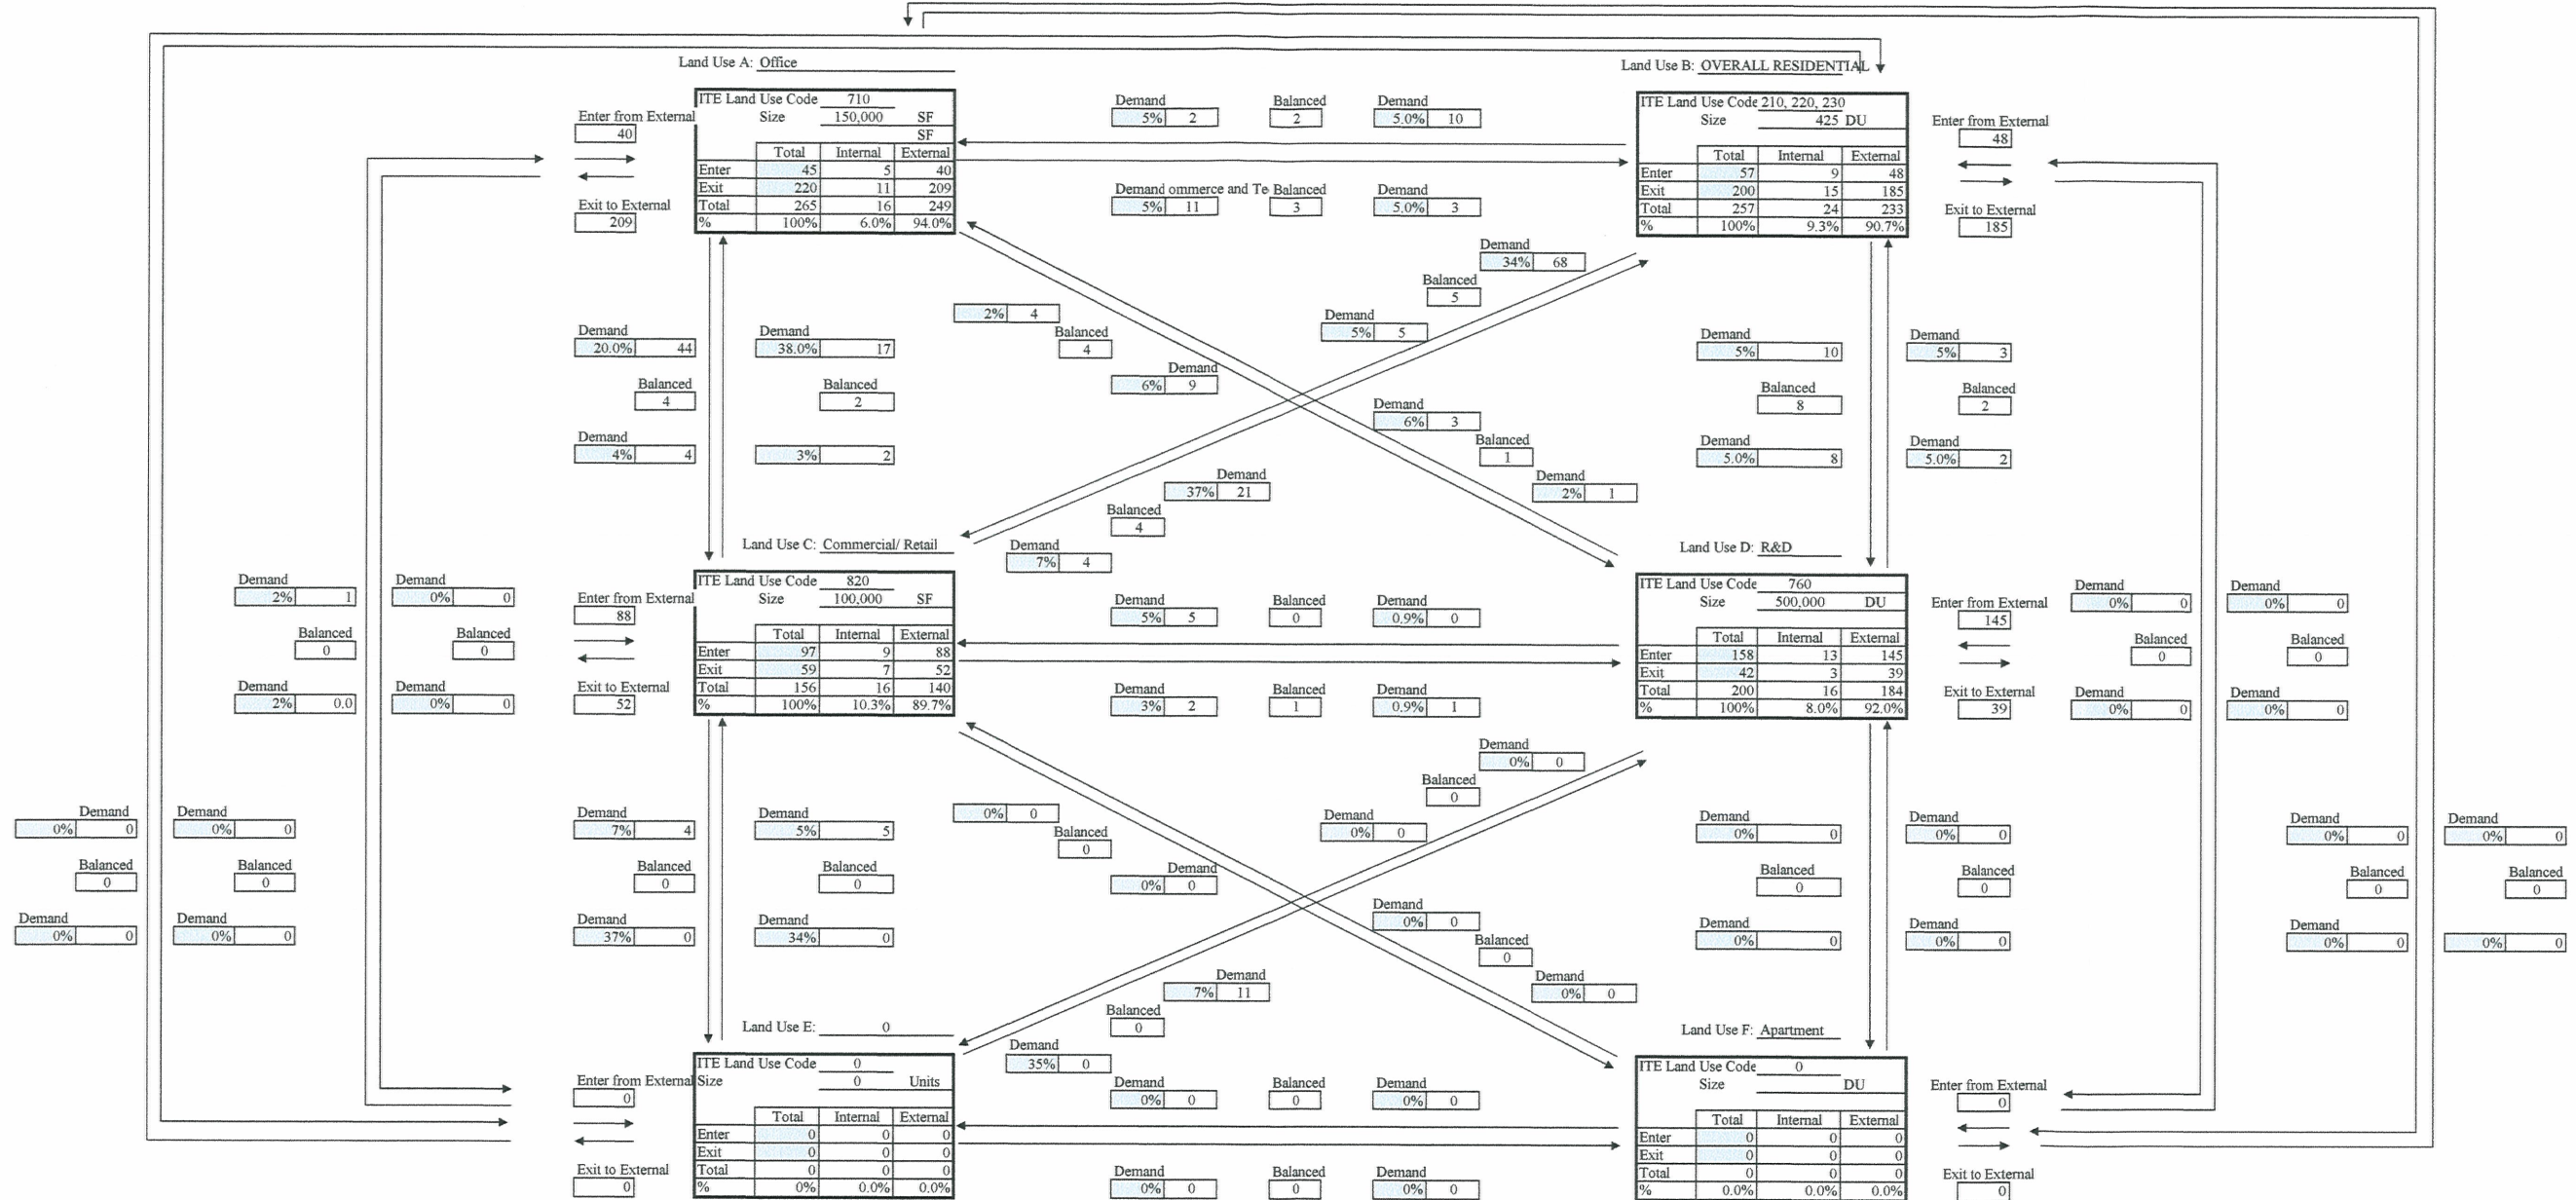 Land Use A: Office
Land Use B: OVERALL RESIDENTIAL
ITE Land Use Code 710
Size 150,000 SF
SF
Total Internal External
Enter 45 5 40
Exit 220 11 209
Total 265 16 249
% 100% 6.0% 94.0%
Enter from External
40
Exit to External
209
Demand Balanced Demand
5% 2 2 5.0% 10
Demand ommerce and Te Balanced Demand
5% 11 3 5.0% 3
ITE Land Use Code 210, 220, 230
Size 425 DU
Total Internal External
Enter 57 9 48
Exit 200 15 185
Total 257 24 233
% 100% 9.3% 90.7%
Enter from External
48
Exit to External
185
Demand
20.0% 44
Balanced
4
Demand
4% 4
Demand
38.0% 17
Balanced
2
3% 2
2% 4
Balanced
4
Demand
6% 9
Demand
34% 68
Balanced
5
Demand
5% 5
Demand
6% 3
Balanced
1
Demand
2% 1
Demand
37% 21
Balanced
4
Demand
7% 4
Demand
5% 10
Balanced
8
Demand
5.0% 8
Demand
5% 3
Balanced
2
Demand
5.0% 2
Land Use C: Commercial/ Retail
Land Use D: R&D
Demand
2% 1
Balanced
0
Demand
2% 0.0
Demand
0% 0
Balanced
0
Demand
0% 0
Enter from External
88
Exit to External
52
ITE Land Use Code 820
Size 100,000 SF
Total Internal External
Enter 97 9 88
Exit 59 7 52
Total 156 16 140
% 100% 10.3% 89.7%
Demand Balanced Demand
5% 5 0 0.9% 0
Demand Balanced Demand
3% 2 1 0.9% 1
ITE Land Use Code 760
Size 500,000 DU
Total Internal External
Enter 158 13 145
Exit 42 3 39
Total 200 16 184
% 100% 8.0% 92.0%
Enter from External
145
Exit to External
39
Demand
0% 0
Balanced
0
Demand
0% 0
Demand
0% 0
Balanced
0
Demand
0% 0
Demand
0% 0
Balanced
0
Demand
0% 0
Demand
0% 0
Balanced
0
Demand
0% 0
Demand
7% 4
Balanced
0
Demand
37% 0
Demand
5% 5
Balanced
0
Demand
34% 0
0% 0
Balanced
0
Demand
0% 0
Demand
0% 0
Balanced
0
Demand
0% 0
Demand
0% 0
Balanced
0
Demand
0% 0
Demand
7% 11
Balanced
0
Demand
35% 0
Demand
0% 0
Balanced
0
Demand
0% 0
Demand
0% 0
Balanced
0
Demand
0% 0
Demand
0% 0
Balanced
0
Demand
0% 0
Demand
0% 0
Balanced
0
0% 0
Land Use E: 0
Land Use F: Apartment
Enter from External
0
Exit to External
0
ITE Land Use Code 0
Size 0 Units
Total Internal External
Enter 0 0 0
Exit 0 0 0
Total 0 0 0
% 0% 0.0% 0.0%
Demand Balanced Demand
0% 0 0 0% 0
Demand Balanced Demand
0% 0 0 0% 0
ITE Land Use Code 0
Size DU
Total Internal External
Enter 0 0 0
Exit 0 0 0
Total 0 0 0
% 0.0% 0.0% 0.0%
Enter from External
0
Exit to External
0